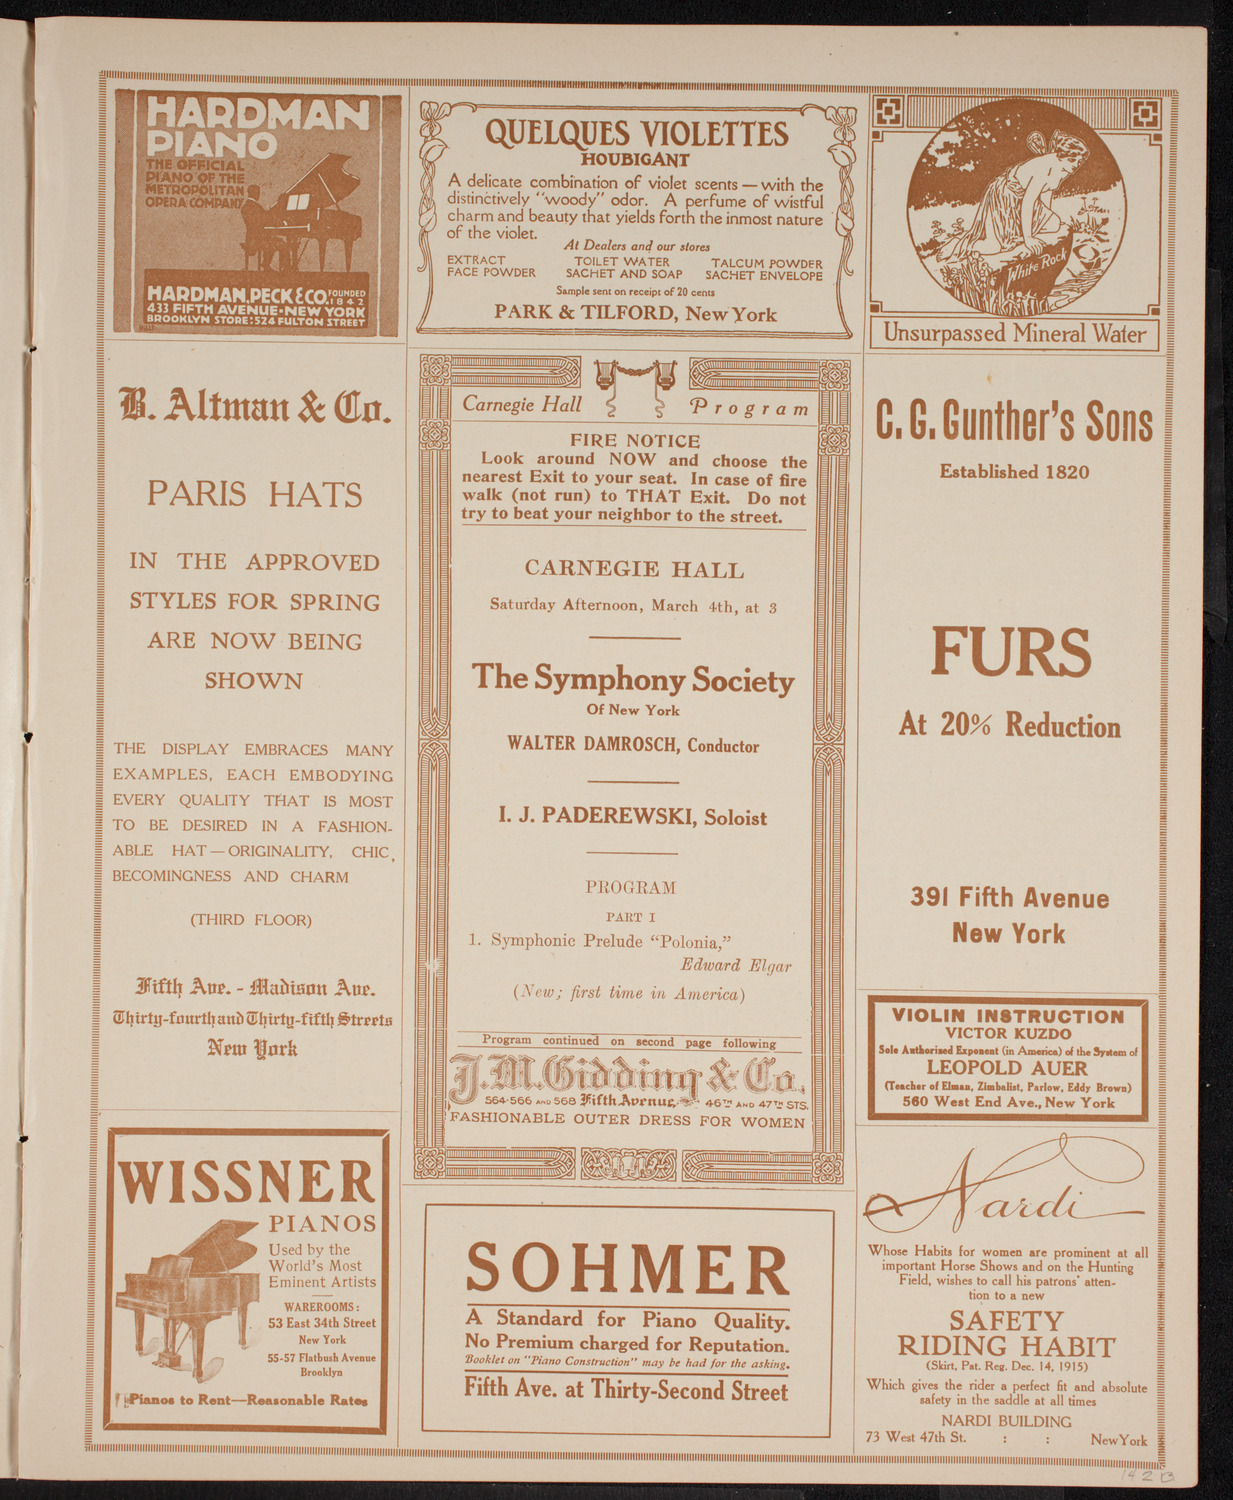 HARDMAN
PIANO
THE OFFICIAL
PIANO OF THE
METROPOLITAN
OPERA COMPANY
HARDMAN, PECK & CO. FOUNDED 1842
433 FIFTH AVENUE·NEW YORK
BROOKLYN STORE: 524 FULTON STREET
QUELQUES VIOLETTES
HOUBIGANT
A delicate combination of violet scents — with the
distinctively "woody" odor. A perfume of wistful
charm and beauty that yields forth the inmost nature
of the violet.
At Dealers and our stores
EXTRACT TOILET WATER TALCUM POWDER
FACE POWDER SACHET AND SOAP SACHET ENVELOPE
Sample sent on receipt of 20 cents
PARK & TILFORD, New York
White Rock
Unsurpassed Mineral Water
B. Altman & Co.
PARIS HATS
IN THE APPROVED
STYLES FOR SPRING
ARE NOW BEING
SHOWN
THE DISPLAY EMBRACES MANY
EXAMPLES, EACH EMBODYING
EVERY QUALITY THAT IS MOST
TO BE DESIRED IN A FASHION-
ABLE HAT — ORIGINALITY, CHIC,
BECOMINGNESS AND CHARM
(THIRD FLOOR)
Fifth Ave. - Madison Ave.
Thirty-fourth and Thirty-fifth Streets
New York
WISSNER
PIANOS
Used by the
World's Most
Eminent Artists
WAREROOMS:
53 East 34th Street
New York
55-57 Flatbush Avenue
Brooklyn
Pianos to Rent—Reasonable Rates
Carnegie Hall Program
FIRE NOTICE
Look around NOW and choose the
nearest Exit to your seat. In case of fire
walk (not run) to THAT Exit. Do not
try to beat your neighbor to the street.
CARNEGIE HALL
Saturday Afternoon, March 4th, at 3
The Symphony Society
Of New York
WALTER DAMROSCH, Conductor
I. J. PADEREWSKI, Soloist
PROGRAM
PART I
1. Symphonic Prelude "Polonia,"
Edward Elgar
(New; first time in America)
Program continued on second page following
J. M. Gidding & Co.
564-566 AND 568 Fifth Avenue 46TH AND 47TH STS.
FASHIONABLE OUTER DRESS FOR WOMEN
SOHMER
A Standard for Piano Quality.
No Premium charged for Reputation.
Booklet on "Piano Construction" may be had for the asking.
Fifth Ave. at Thirty-Second Street
C. G. Gunther's Sons
Established 1820
FURS
At 20% Reduction
391 Fifth Avenue
New York
VIOLIN INSTRUCTION
VICTOR KUZDO
Sole Authorized Exponent (in America) of the System of
LEOPOLD AUER
(Teacher of Elman, Zimbalist, Parlow, Eddy Brown)
560 West End Ave., New York
Nardi
Whose Habits for women are prominent at all
important Horse Shows and on the Hunting
Field, wishes to call his patrons' atten-
tion to a new
SAFETY
RIDING HABIT
(Skirt, Pat. Reg. Dec. 14, 1915)
Which gives the rider a perfect fit and absolute
safety in the saddle at all times
NARDI BUILDING
73 West 47th St. : : New York
142B